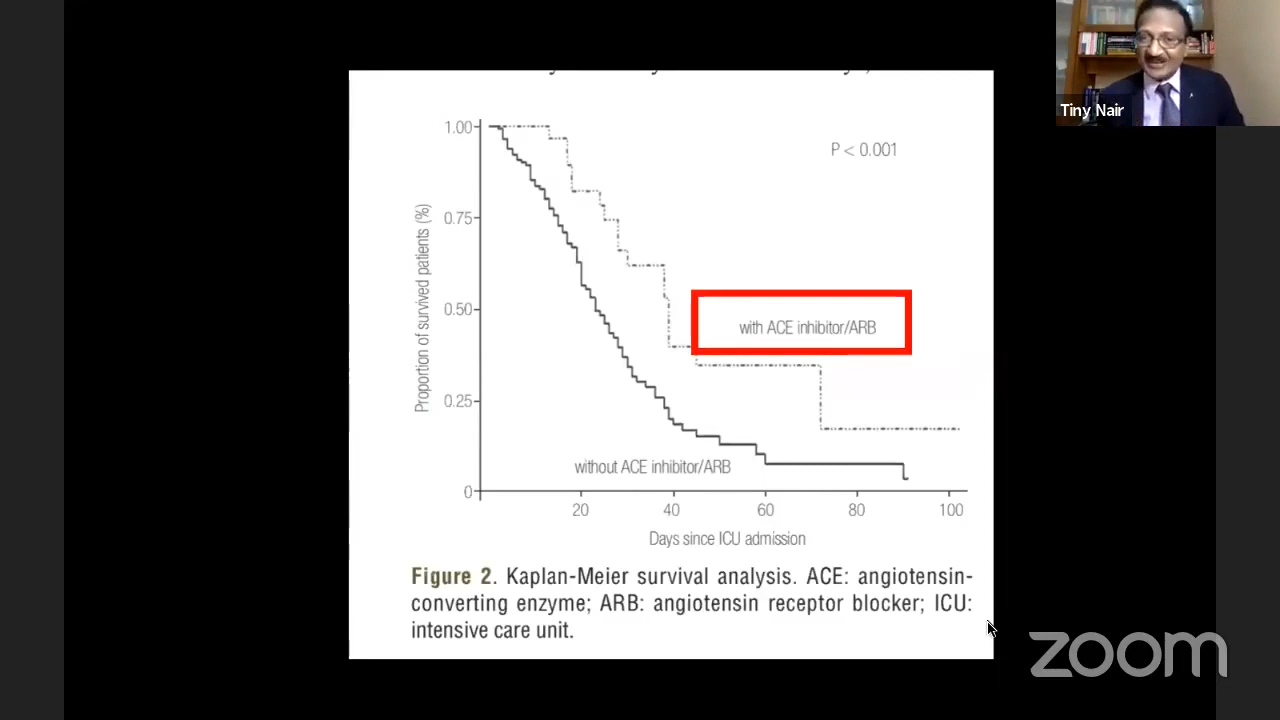 Tiny Nair
1.00
P < 0.001
0.75
Proportion of survived patients (%)
0.50
with ACE inhibitor/ARB
0.25
without ACE inhibitor/ARB
0
20 40 60 80 100
Days since ICU admission
Figure 2. Kaplan-Meier survival analysis. ACE: angiotensin-
converting enzyme; ARB: angiotensin receptor blocker; ICU:
intensive care unit.
zoom